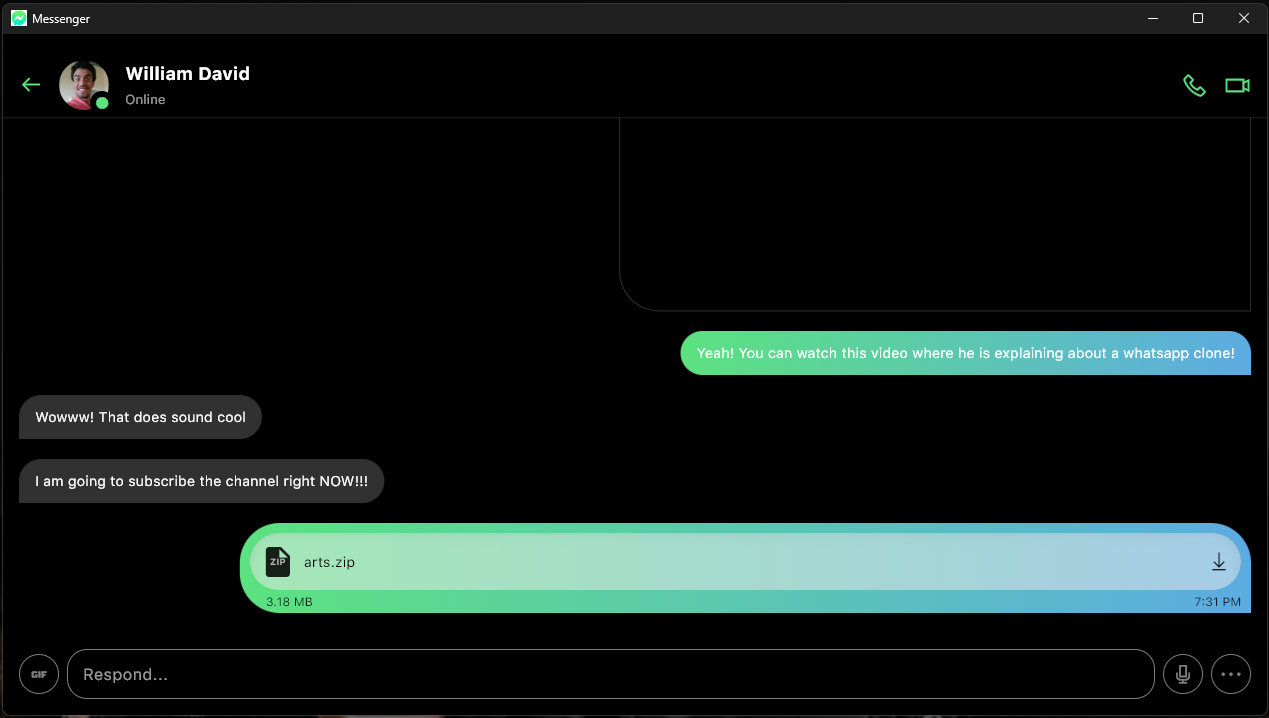 Messenger
William David
Online
Yeah! You can watch this video where he is explaining about a whatsapp clone!
Wowww! That does sound cool
I am going to subscribe the channel right NOW!!!
ZIP arts.zip
3.18 MB 7:31 PM
GIF Respond...